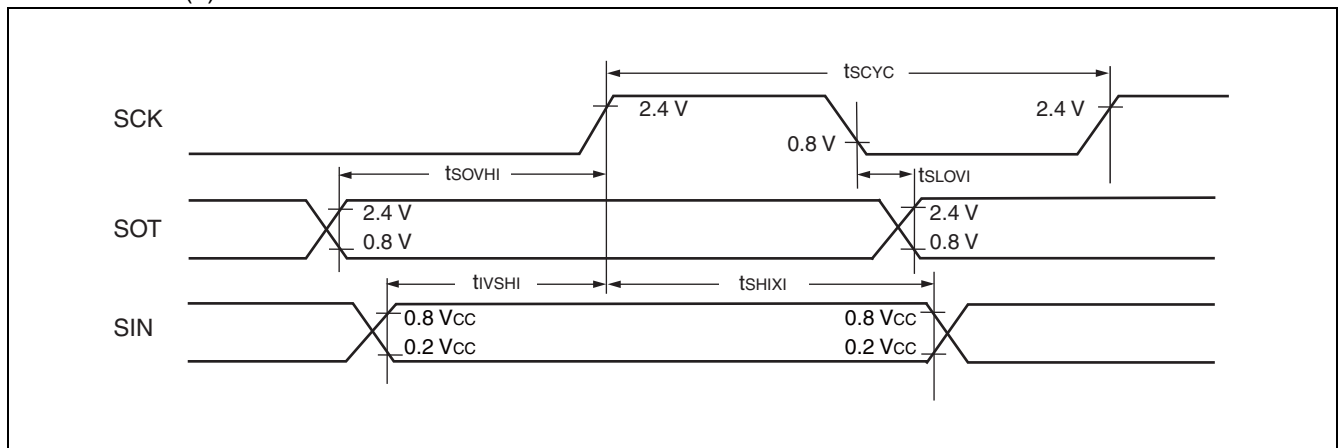 tSCYC
SCK
2.4 V
2.4 V
0.8 V
tSOVHI
tSLOVI
SOT
2.4 V
2.4 V
0.8 V
0.8 V
tIVSHI
tSHIXI
SIN
0.8 VCC
0.8 VCC
0.2 VCC
0.2 VCC